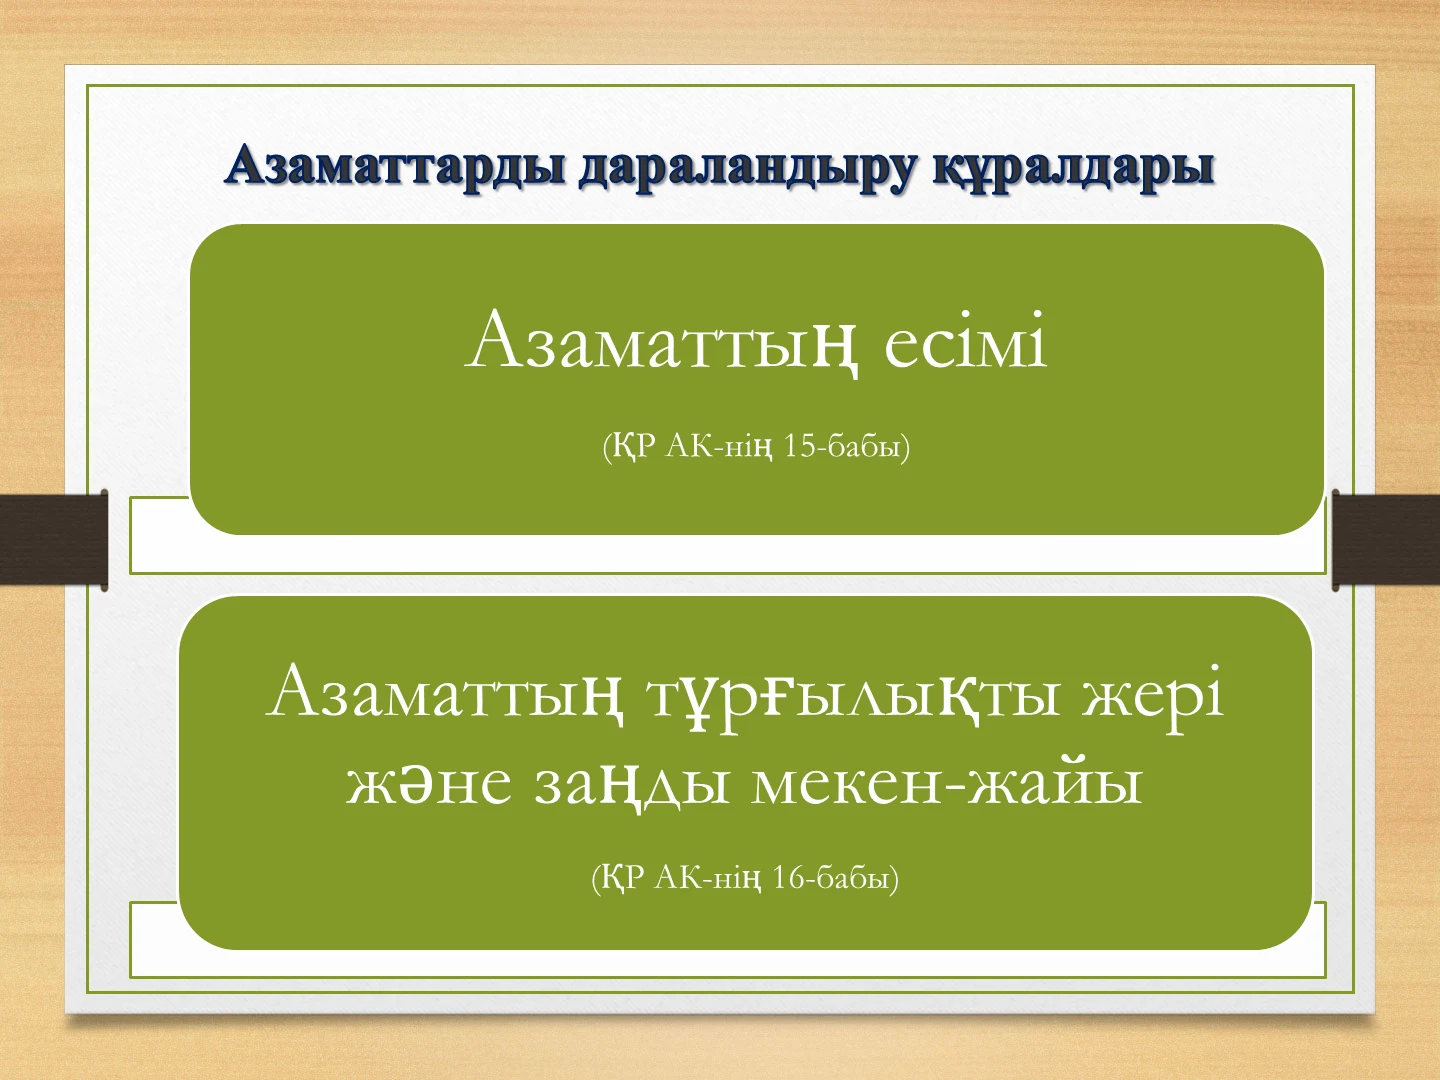 Азаматтарды дараландыру құралдары
Азаматтың есімі
(ҚР АК-нің 15-бабы)
Азаматтың тұрғылықты жері
және заңды мекен-жайы
(ҚР АК-нің 16-бабы)